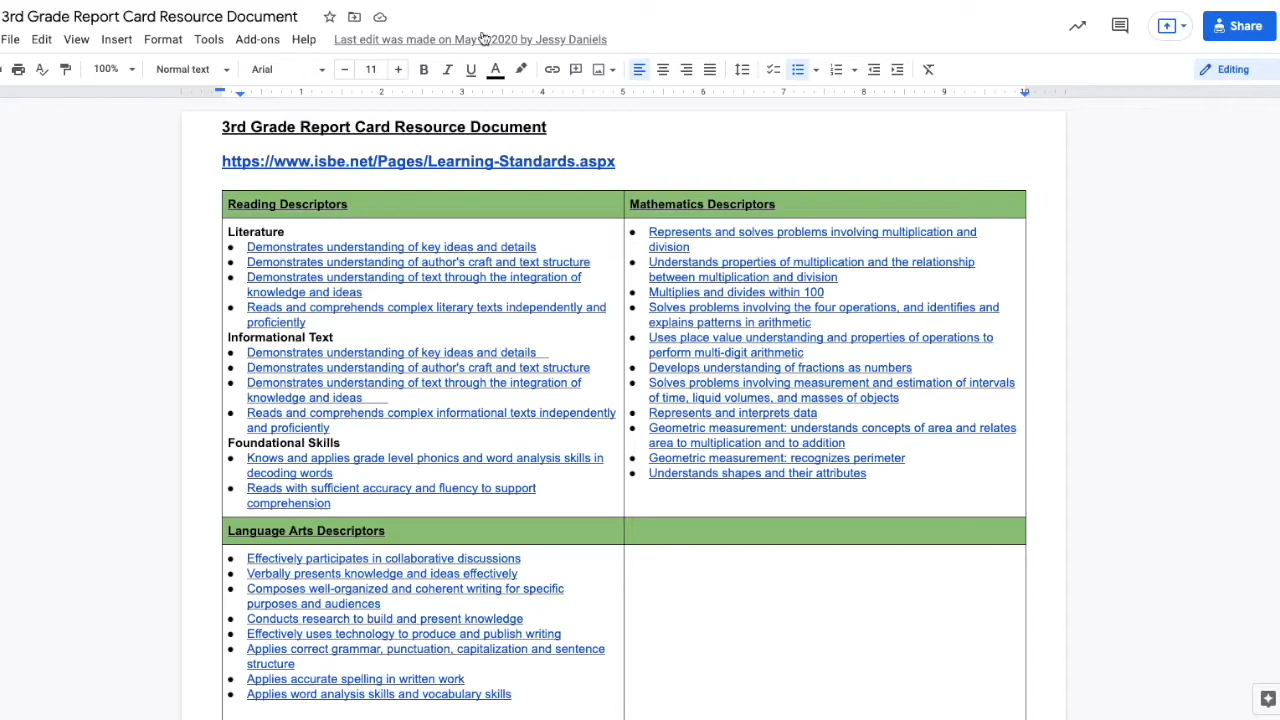 3rd Grade Report Card Resource Document
File Edit View Insert Format Tools Add-ons Help Last edit was made on May 2020 by Jessy Daniels
Share
100% Normal text Arial 11 Editing
1 2 3 4 5 6 7 8 9 10
3rd Grade Report Card Resource Document
https://www.isbe.net/Pages/Learning-Standards.aspx
Reading Descriptors
Literature
Demonstrates understanding of key ideas and details
Demonstrates understanding of author's craft and text structure
Demonstrates understanding of text through the integration of
knowledge and ideas
Reads and comprehends complex literary texts independently and
proficiently
Informational Text
Demonstrates understanding of key ideas and details
Demonstrates understanding of author's craft and text structure
Demonstrates understanding of text through the integration of
knowledge and ideas
Reads and comprehends complex informational texts independently
and proficiently
Foundational Skills
Knows and applies grade level phonics and word analysis skills in
decoding words
Reads with sufficient accuracy and fluency to support
comprehension
Mathematics Descriptors
Represents and solves problems involving multiplication and
division
Understands properties of multiplication and the relationship
between multiplication and division
Multiplies and divides within 100
Solves problems involving the four operations, and identifies and
explains patterns in arithmetic
Uses place value understanding and properties of operations to
perform multi-digit arithmetic
Develops understanding of fractions as numbers
Solves problems involving measurement and estimation of intervals
of time, liquid volumes, and masses of objects
Represents and interprets data
Geometric measurement: understands concepts of area and relates
area to multiplication and to addition
Geometric measurement: recognizes perimeter
Understands shapes and their attributes
Language Arts Descriptors
Effectively participates in collaborative discussions
Verbally presents knowledge and ideas effectively
Composes well-organized and coherent writing for specific
purposes and audiences
Conducts research to build and present knowledge
Effectively uses technology to produce and publish writing
Applies correct grammar, punctuation, capitalization and sentence
structure
Applies accurate spelling in written work
Applies word analysis skills and vocabulary skills